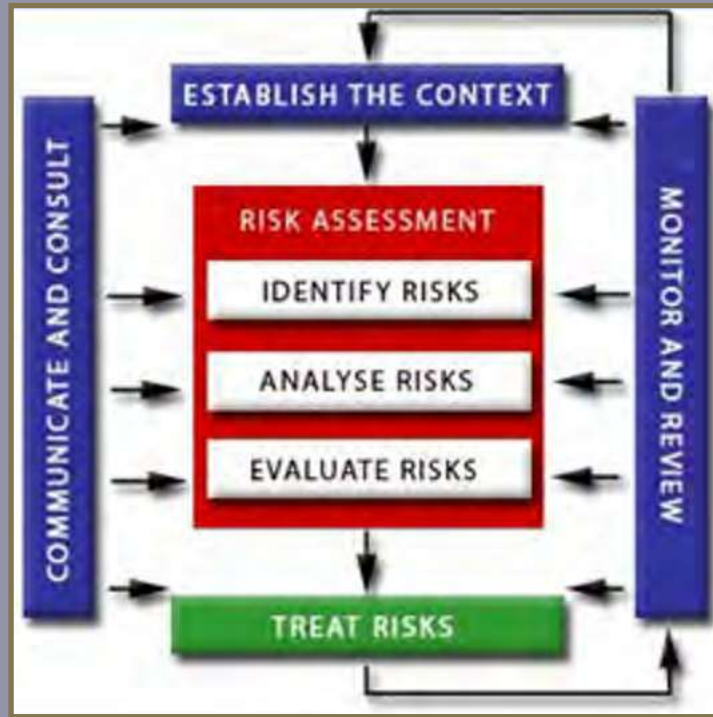 ESTABLISH THE CONTEXT
COMMUNICATE AND CONSULT
RISK ASSESSMENT
IDENTIFY RISKS
ANALYSE RISKS
EVALUATE RISKS
MONITOR AND REVIEW
TREAT RISKS